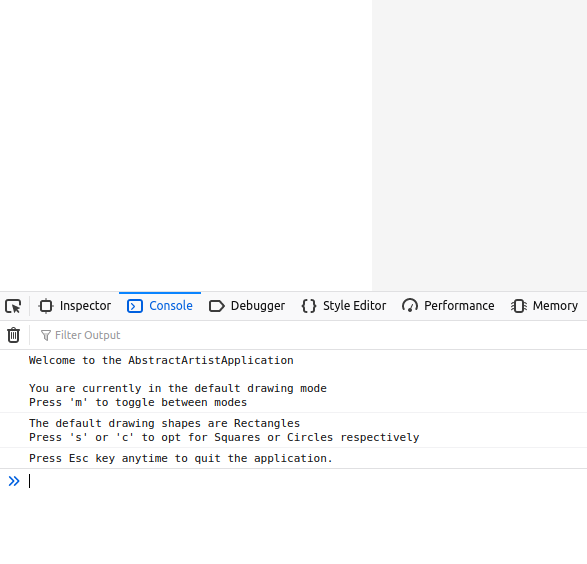 Inspector Console Debugger Style Editor Performance Memory
Filter Output
Welcome to the AbstractArtistApplication
You are currently in the default drawing mode
Press 'm' to toggle between modes
The default drawing shapes are Rectangles
Press 's' or 'c' to opt for Squares or Circles respectively
Press Esc key anytime to quit the application.